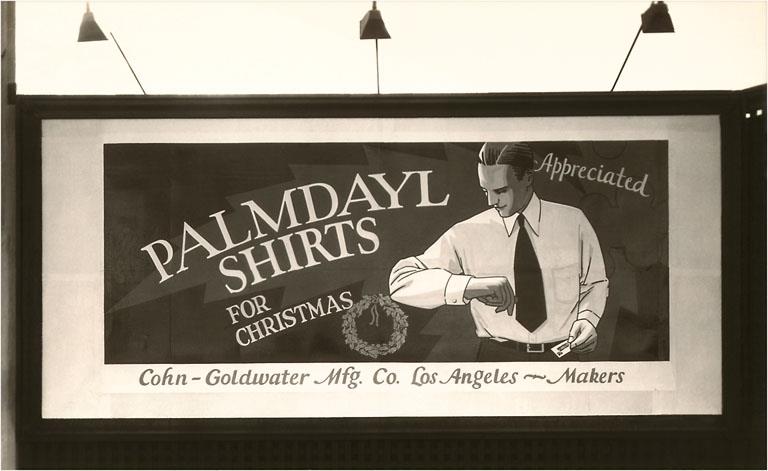 Appreciated
PALMDAYL
SHIRTS
FOR
CHRISTMAS
Cohn-Goldwater Mfg. Co. Los Angeles ~ Makers